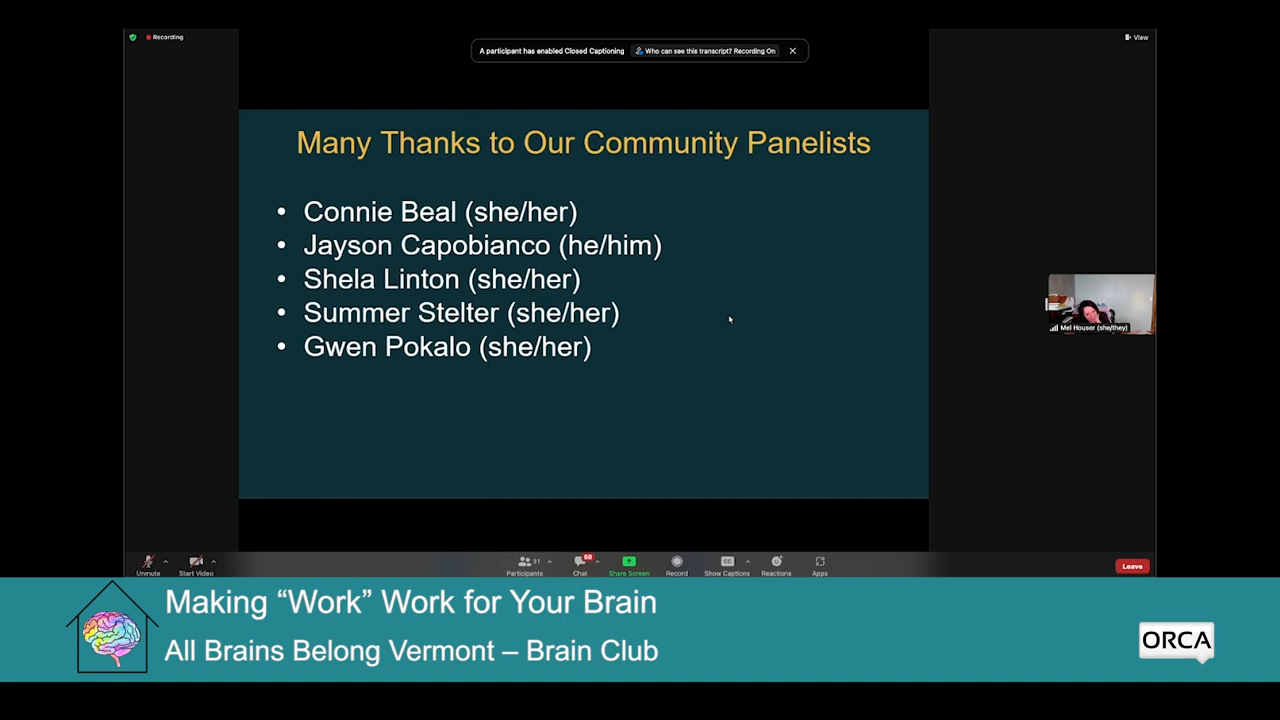 Recording
A participant has enabled Closed Captioning
Who can see this transcript? Recording On
View
Many Thanks to Our Community Panelists
• Connie Beal (she/her)
• Jayson Capobianco (he/him)
• Shela Linton (she/her)
• Summer Stelter (she/her)
• Gwen Pokalo (she/her)
Mel Houser (she/they)
Unmute
Start Video
31
Participants
50
Chat
Share Screen
Record
CC
Show Captions
Reactions
Apps
Leave
Making “Work” Work for Your Brain
All Brains Belong Vermont – Brain Club
ORCA